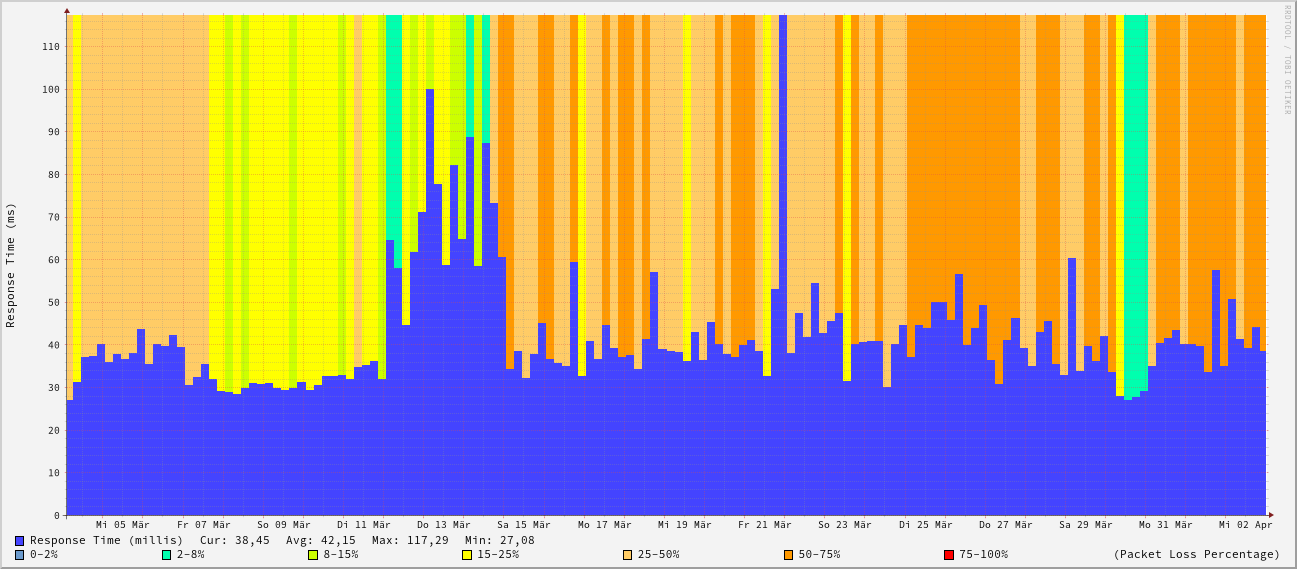 RRDTOOL / TOBI OETIKER
Response Time (ms)
110
100
90
80
70
60
50
40
30
20
10
0
Mi 05 Mär Fr 07 Mär So 09 Mär Di 11 Mär Do 13 Mär Sa 15 Mär Mo 17 Mär Mi 19 Mär Fr 21 Mär So 23 Mär Di 25 Mär Do 27 Mär Sa 29 Mär Mo 31 Mär Mi 02 Apr
Response Time (millis) Cur: 38,45 Avg: 42,15 Max: 117,29 Min: 27,08
0-2% 2-8% 8-15% 15-25% 25-50% 50-75% 75-100% (Packet Loss Percentage)